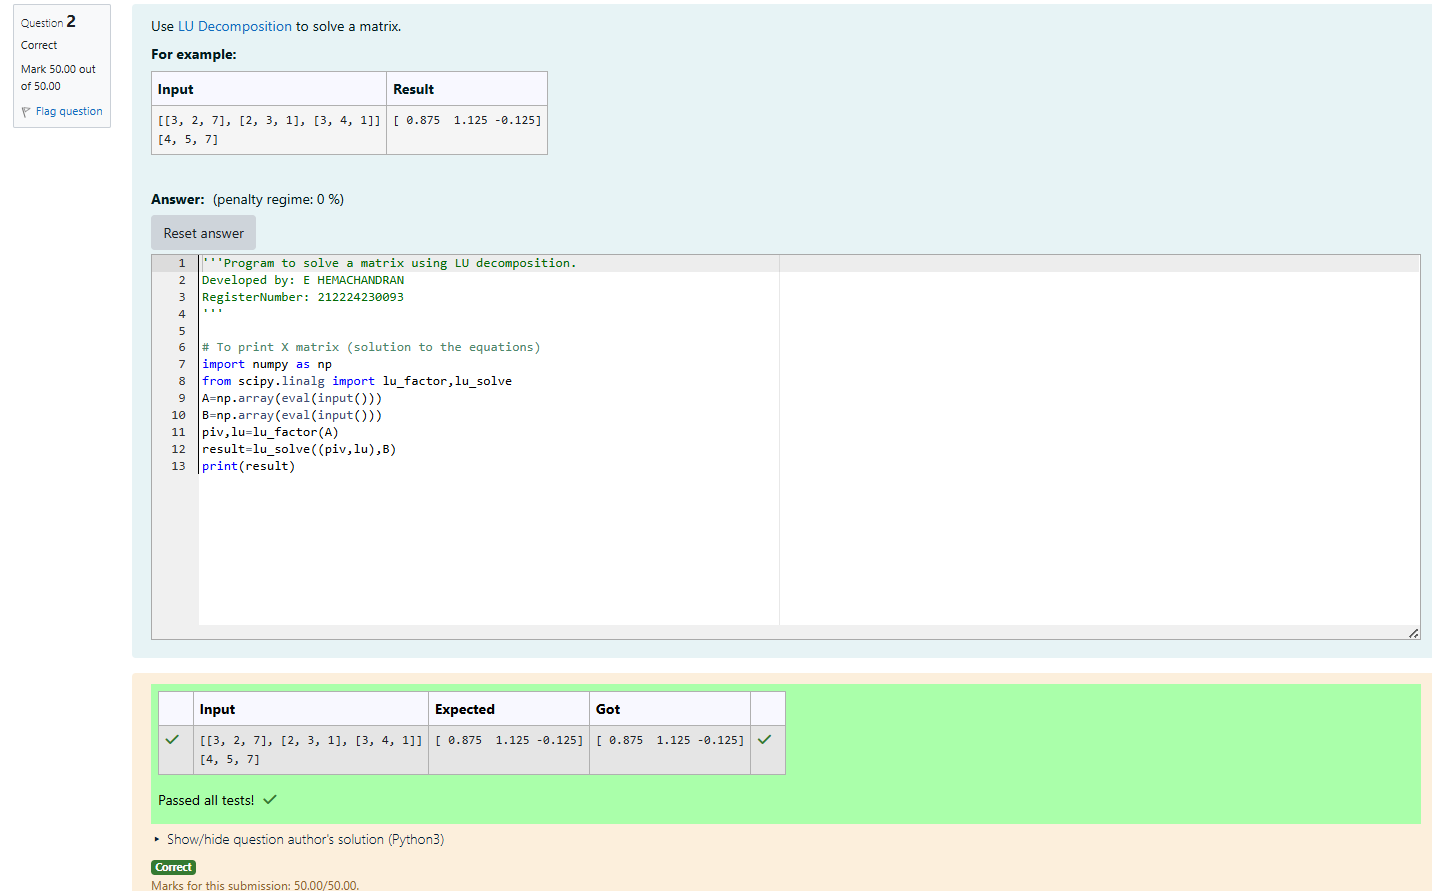 Question 2
Correct
Mark 50.00 out
of 50.00
Flag question
Use LU Decomposition to solve a matrix.
For example:
Input Result
[[3, 2, 7], [2, 3, 1], [3, 4, 1]] [ 0.875  1.125 -0.125]
[4, 5, 7]
Answer: (penalty regime: 0 %)
Reset answer
1 '''Program to solve a matrix using LU decomposition.
2 Developed by: E HEMACHANDRAN
3 RegisterNumber: 212224230093
4 '''
5
6 # To print X matrix (solution to the equations)
7 import numpy as np
8 from scipy.linalg import lu_factor,lu_solve
9 A=np.array(eval(input()))
10 B=np.array(eval(input()))
11 piv,lu=lu_factor(A)
12 result=lu_solve((piv,lu),B)
13 print(result)
Input Expected Got
[[3, 2, 7], [2, 3, 1], [3, 4, 1]] [ 0.875  1.125 -0.125] [ 0.875  1.125 -0.125]
[4, 5, 7]
Passed all tests!
Show/hide question author's solution (Python3)
Correct
Marks for this submission: 50.00/50.00.